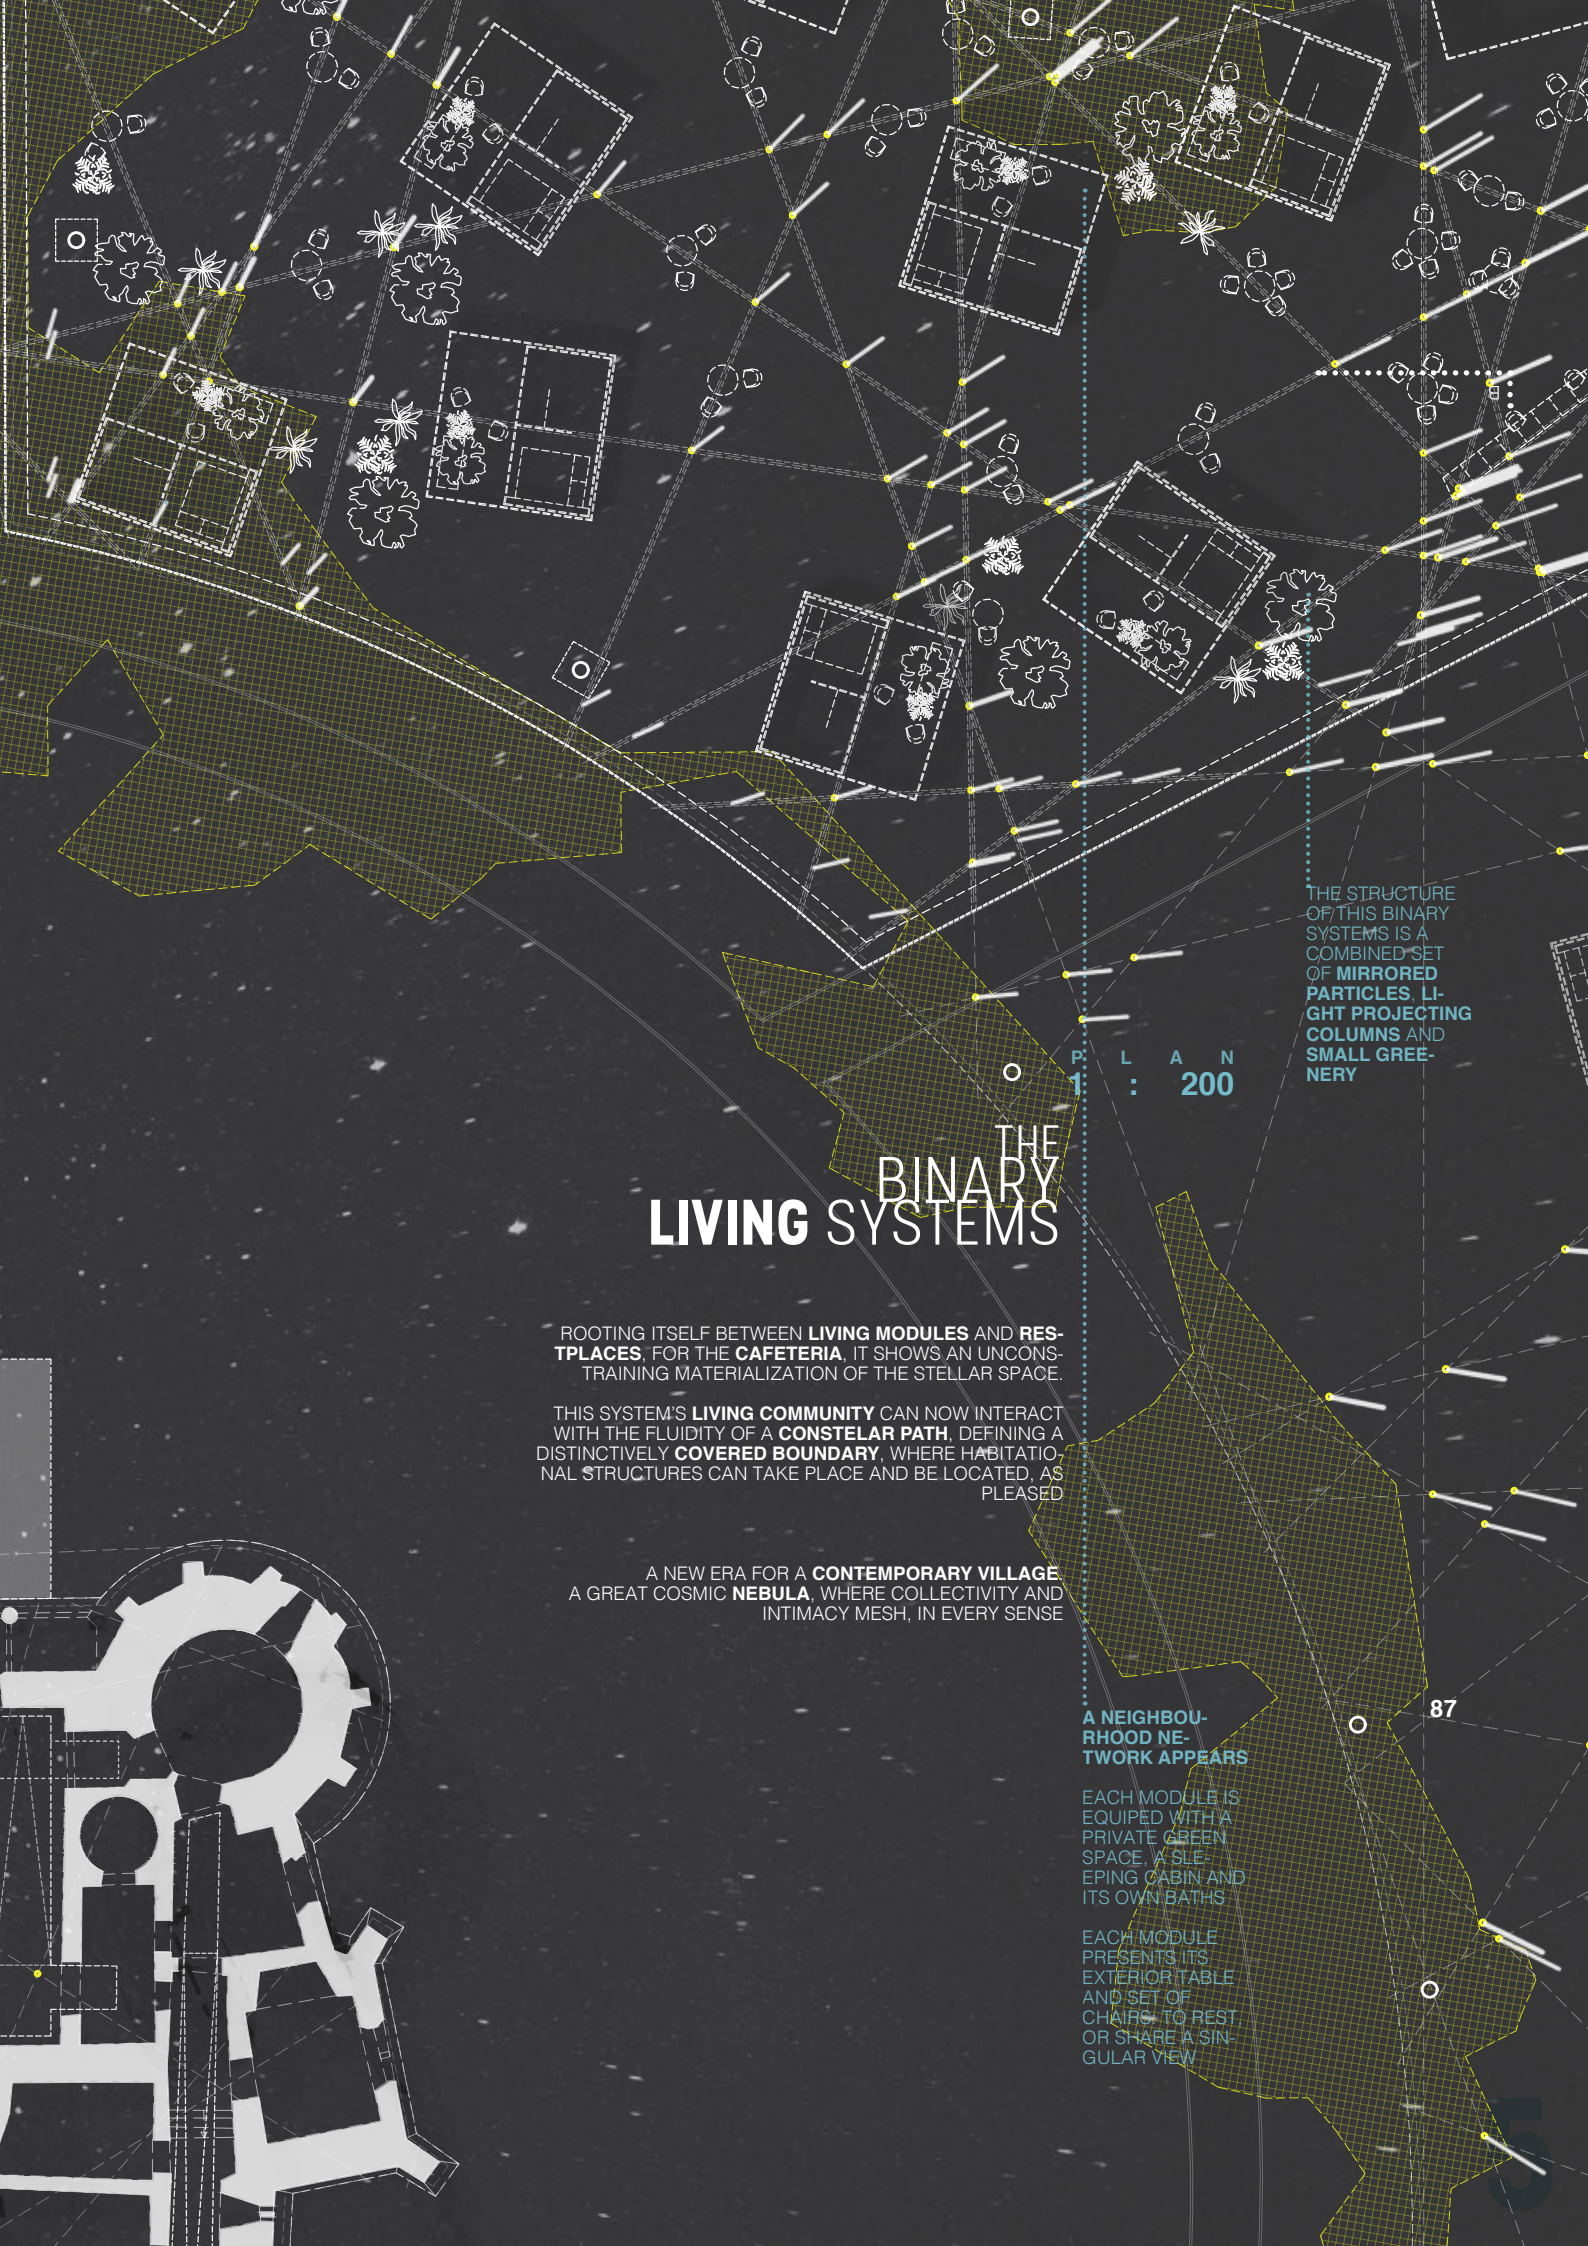 THE STRUCTURE
OF THIS BINARY
SYSTEMS IS A
COMBINED SET
OF MIRRORED
PARTICLES, LI-
GHT PROJECTING
COLUMNS AND
SMALL GREE-
NERY
P L A N
1 : 200
THE
BINARY
LIVING SYSTEMS
ROOTING ITSELF BETWEEN LIVING MODULES AND RES-
TPLACES, FOR THE CAFETERIA, IT SHOWS AN UNCONS-
TRAINING MATERIALIZATION OF THE STELLAR SPACE.
THIS SYSTEM'S LIVING COMMUNITY CAN NOW INTERACT
WITH THE FLUIDITY OF A CONSTELAR PATH, DEFINING A
DISTINCTIVELY COVERED BOUNDARY, WHERE HABITATIO-
NAL STRUCTURES CAN TAKE PLACE AND BE LOCATED, AS
PLEASED
A NEW ERA FOR A CONTEMPORARY VILLAGE.
A GREAT COSMIC NEBULA, WHERE COLLECTIVITY AND
INTIMACY MESH, IN EVERY SENSE
87
A NEIGHBOU-
RHOOD NE-
TWORK APPEARS
EACH MODULE IS
EQUIPED WITH A
PRIVATE GREEN
SPACE, A SLE-
EPING CABIN AND
ITS OWN BATHS
EACH MODULE
PRESENTS ITS
EXTERIOR TABLE
AND SET OF
CHAIRS, TO REST
OR SHARE A SIN-
GULAR VIEW
5